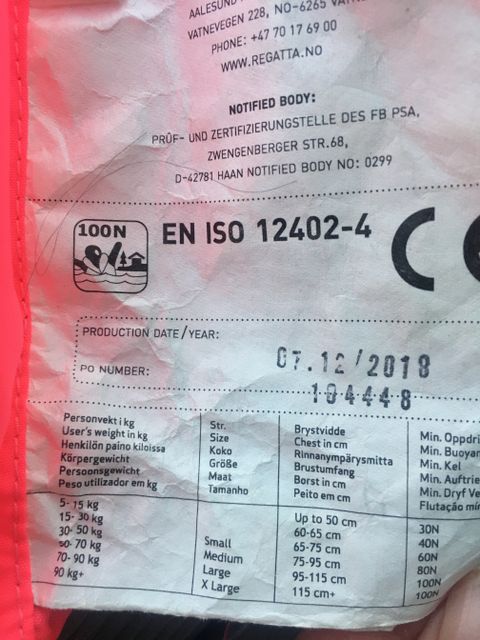 AALESUND
VATNEVEGEN 228, NO-6265 VAT
PHONE: +47 70 17 69 00
WWW.REGATTA.NO
NOTIFIED BODY:
PRÜF- UND ZERTIFIZIERUNGSTELLE DES FB PSA,
ZWENGENBERGER STR.68,
D-42781 HAAN NOTIFIED BODY NO: 0299
100N
EN ISO 12402-4
CE
PRODUCTION DATE/YEAR:
07.12/2018
PO NUMBER:
104448
Personvekt i kg Str. Brystvidde Min. Oppdri
User's weight in kg Size Chest in cm Min. Buoyan
Henkilön paino kiloissa Koko Rinnanympärysmitta Min. Kel
Körpergewicht Größe Brustumfang Min. Auftrie
Persoonsgewicht Maat Borst in cm Min. Dryf Ve
Peso utilizador em kg Tamanho Peito em cm Flutação mín
5- 15 kg Up to 50 cm 30N
15- 30 kg 60-65 cm 40N
30- 50 kg Small 65-75 cm 60N
50- 70 kg Medium 75-95 cm 80N
70- 90 kg Large 95-115 cm 100N
90 kg+ X Large 115 cm+ 100N